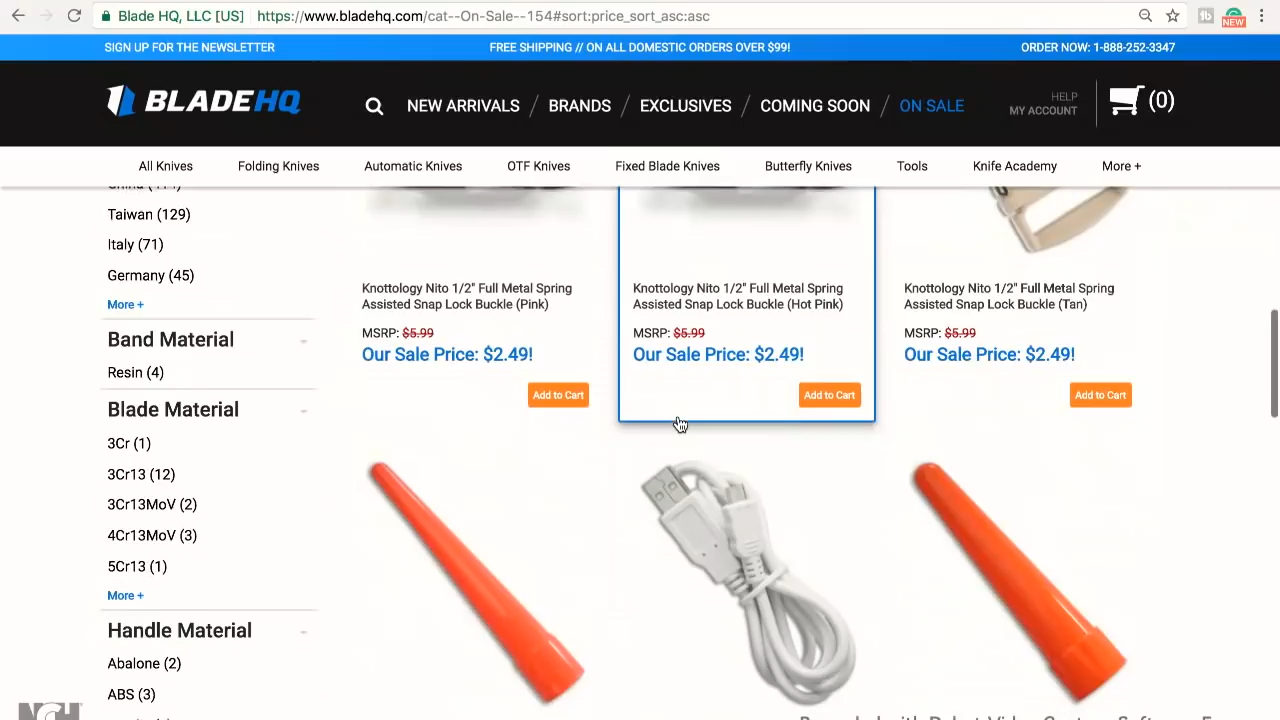 Blade HQ, LLC [US]
https://www.bladehq.com/cat--On-Sale--154#sort:price_sort_asc:asc
NEW
SIGN UP FOR THE NEWSLETTER
FREE SHIPPING // ON ALL DOMESTIC ORDERS OVER $99!
ORDER NOW: 1-888-252-3347
BLADEHQ
NEW ARRIVALS / BRANDS / EXCLUSIVES / COMING SOON / ON SALE
HELP
MY ACCOUNT
(0)
All Knives
Folding Knives
Automatic Knives
OTF Knives
Fixed Blade Knives
Butterfly Knives
Tools
Knife Academy
More +
Taiwan (129)
Italy (71)
Germany (45)
More +
Band Material
Resin (4)
Blade Material
3Cr (1)
3Cr13 (12)
3Cr13MoV (2)
4Cr13MoV (3)
5Cr13 (1)
More +
Handle Material
Abalone (2)
ABS (3)
Knottology Nito 1/2" Full Metal Spring
Assisted Snap Lock Buckle (Pink)
MSRP: $5.99
Our Sale Price: $2.49!
Add to Cart
Knottology Nito 1/2" Full Metal Spring
Assisted Snap Lock Buckle (Hot Pink)
MSRP: $5.99
Our Sale Price: $2.49!
Add to Cart
Knottology Nito 1/2" Full Metal Spring
Assisted Snap Lock Buckle (Tan)
MSRP: $5.99
Our Sale Price: $2.49!
Add to Cart
NCH